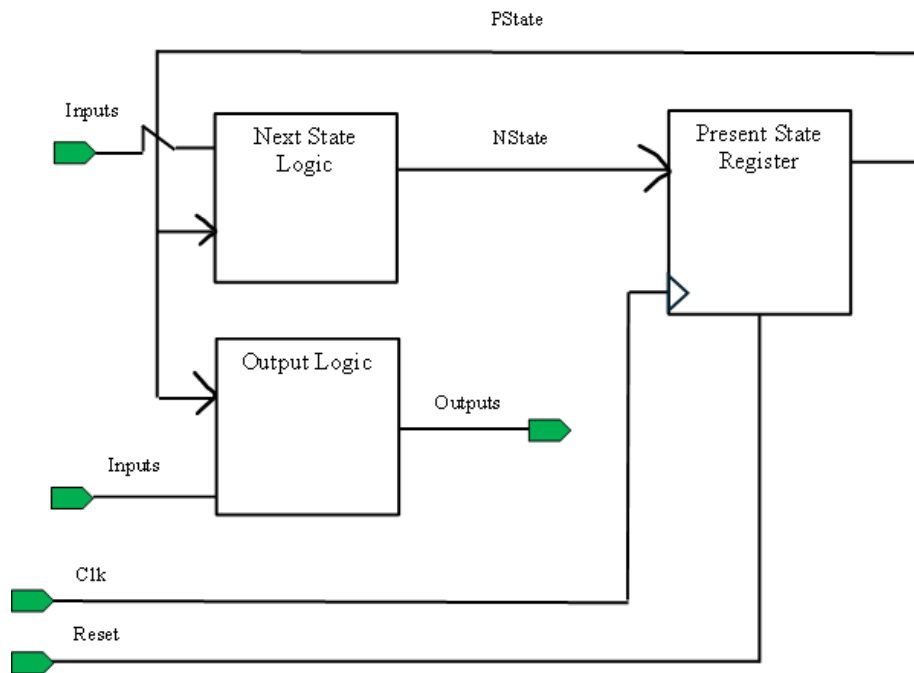 PState
Inputs
Next State
Logic
NState
Present State
Register
Output Logic
Outputs
Inputs
Clk
Reset